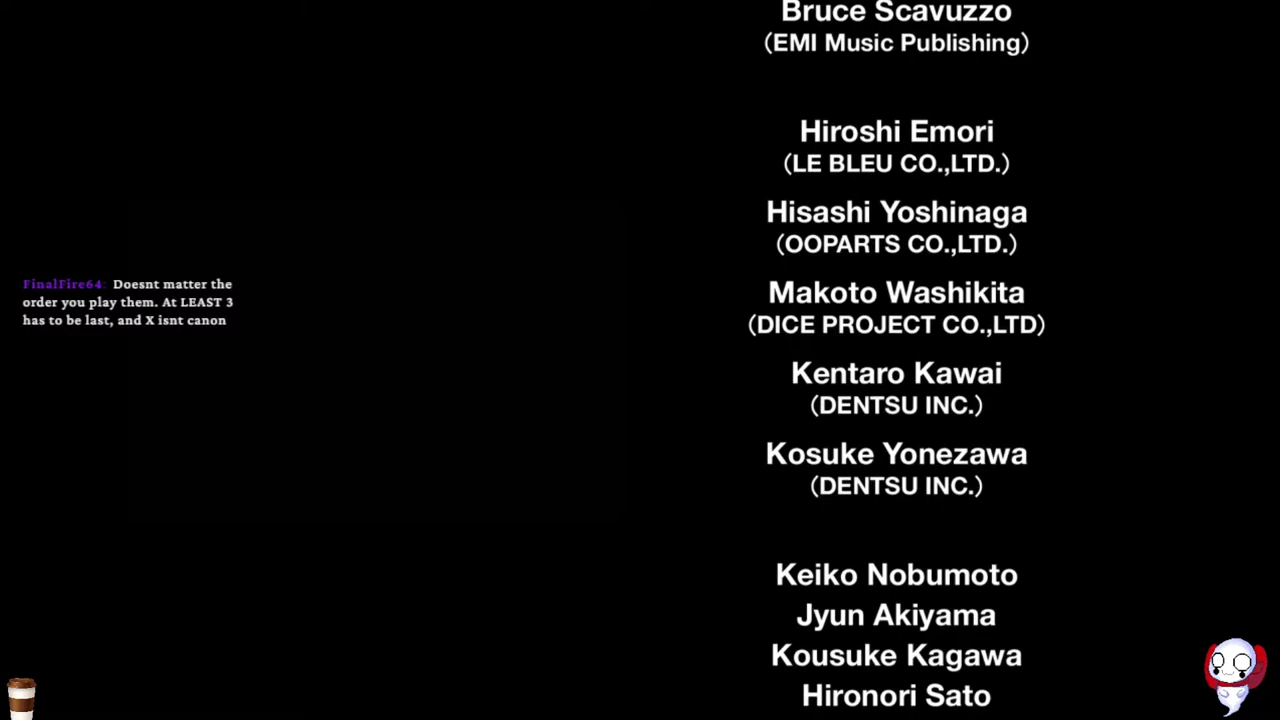 Bruce Scavuzzo
(EMI Music Publishing)
Hiroshi Emori
(LE BLEU CO.,LTD.)
Hisashi Yoshinaga
(OOPARTS CO.,LTD.)
FinalFire64: Doesnt matter the
order you play them. At LEAST 3
has to be last, and X isnt canon
Makoto Washikita
(DICE PROJECT CO.,LTD)
Kentaro Kawai
(DENTSU INC.)
Kosuke Yonezawa
(DENTSU INC.)
Keiko Nobumoto
Jyun Akiyama
Kousuke Kagawa
Hironori Sato